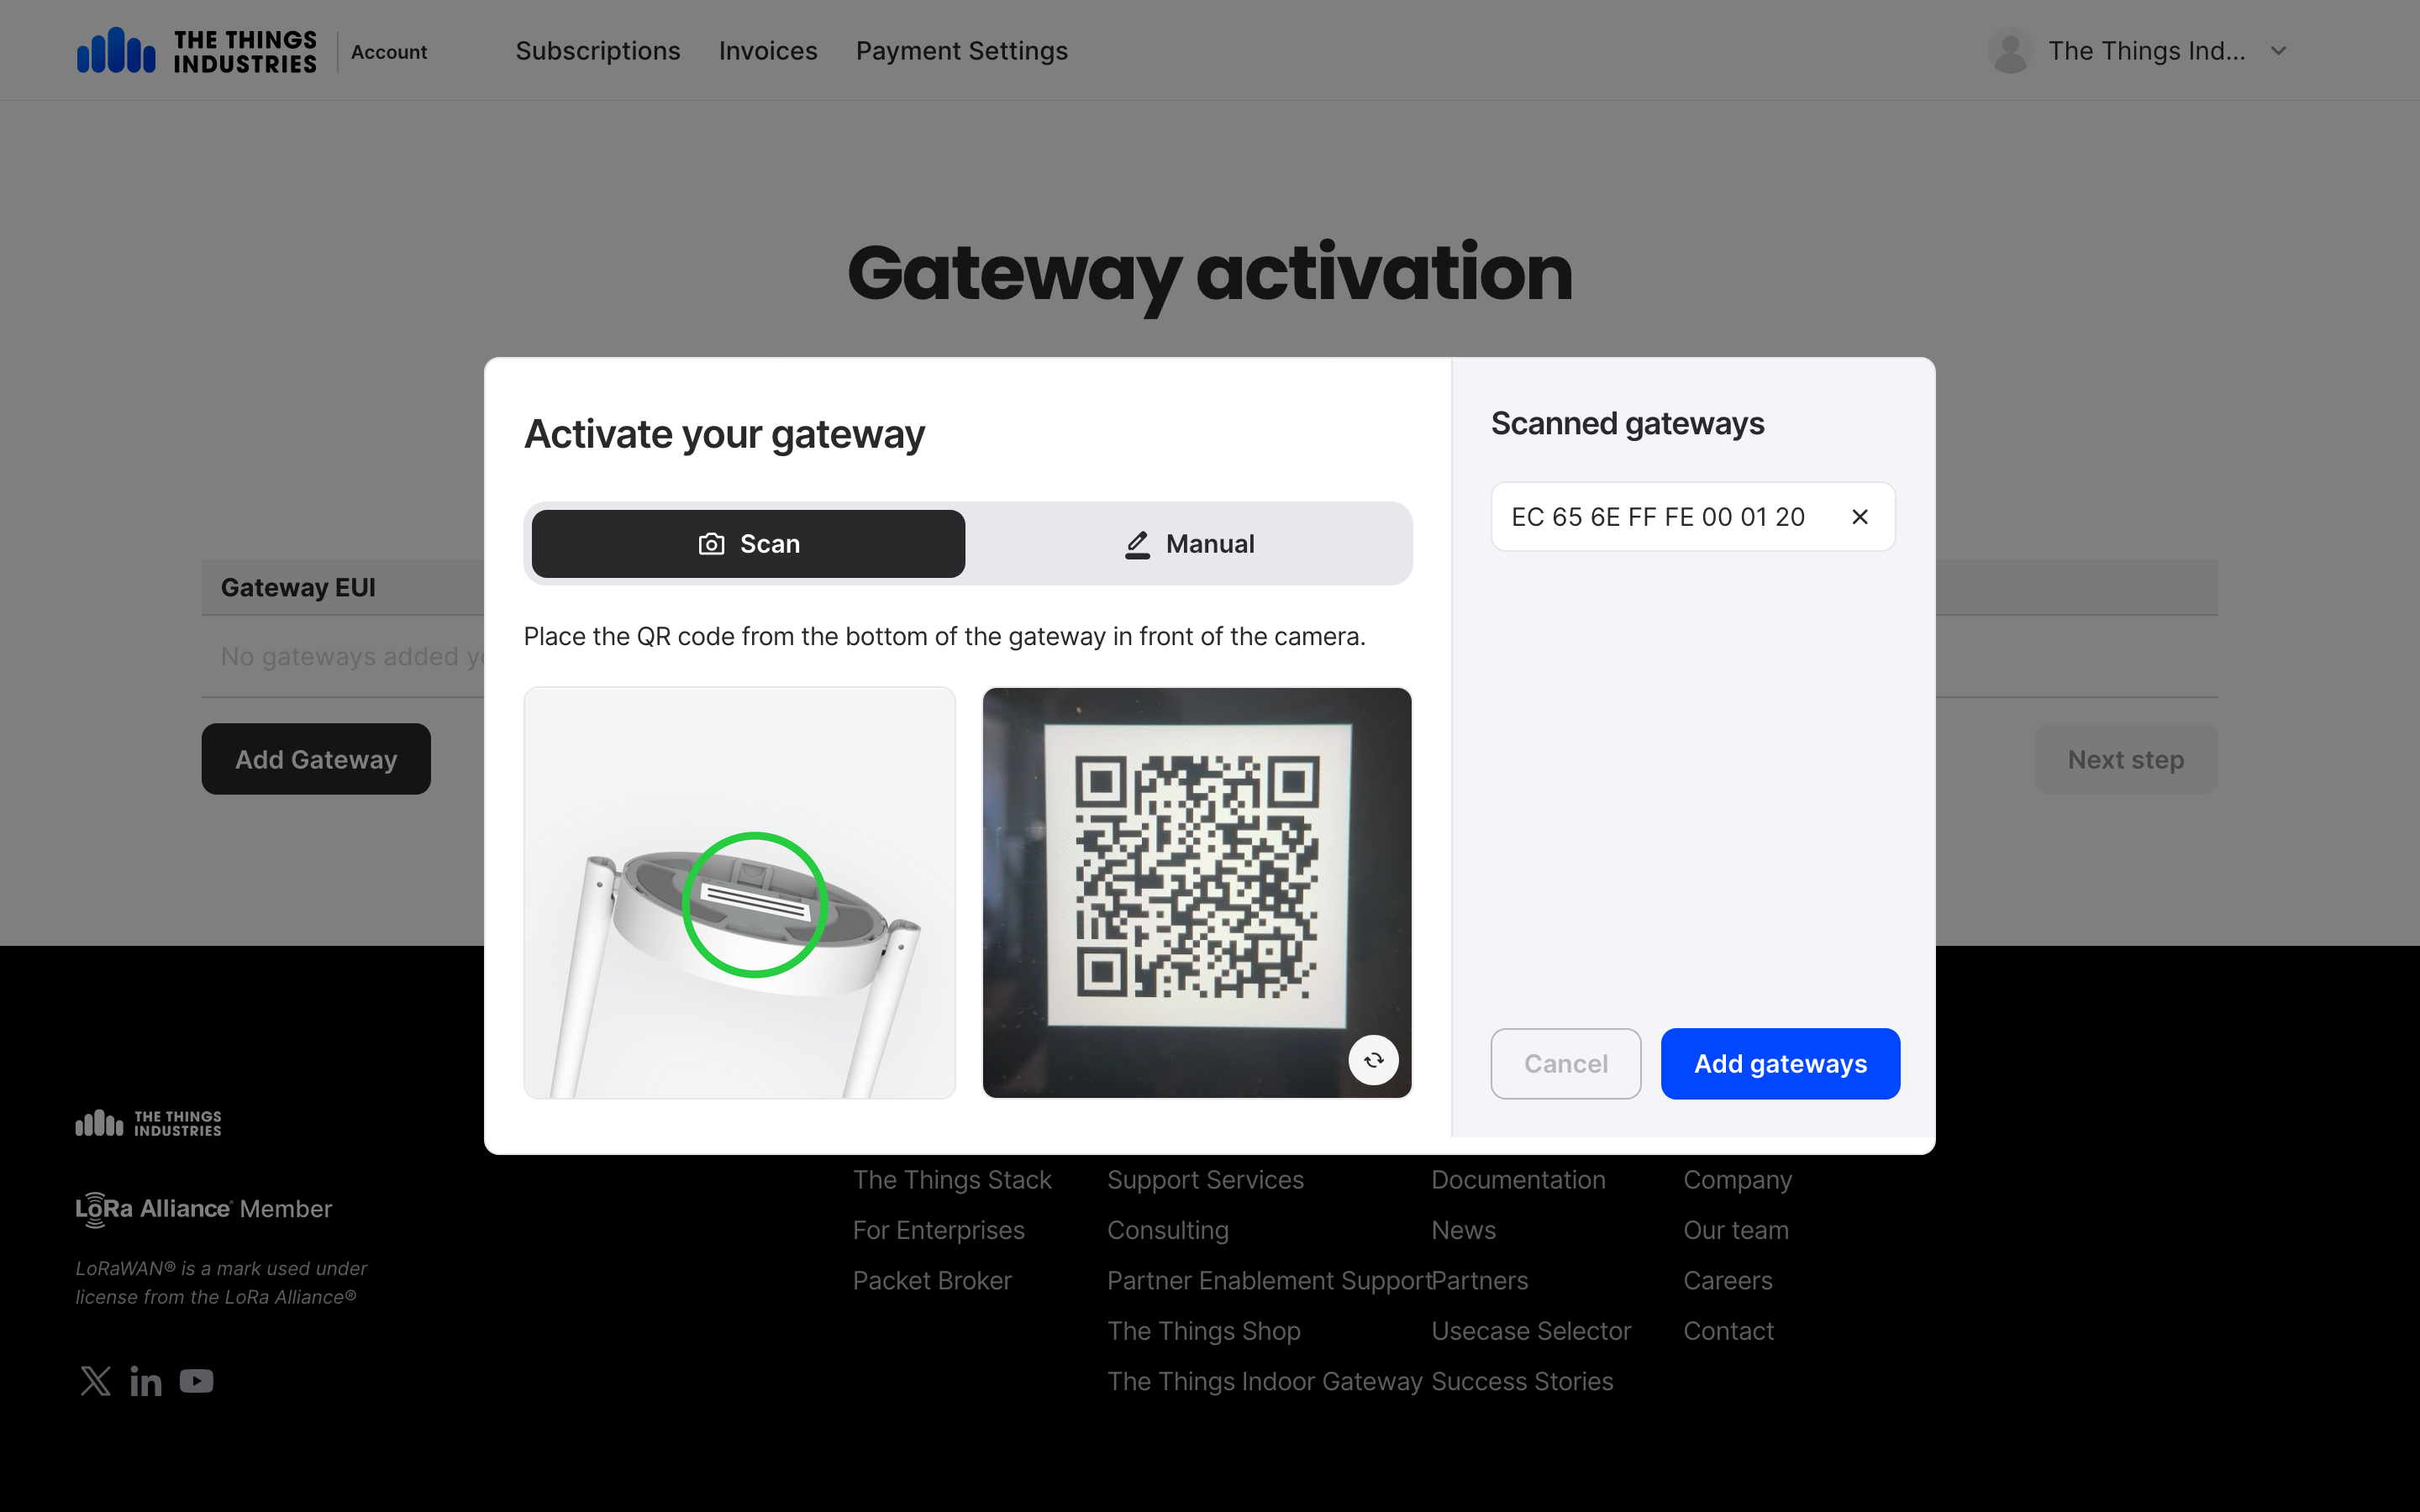 THE THINGS
INDUSTRIES
Account
Subscriptions
Invoices
Payment Settings
The Things Ind...
Gateway activation
Gateway EUI
No gateways added ye
Add Gateway
Next step
Activate your gateway
Scan
Manual
Place the QR code from the bottom of the gateway in front of the camera.
Scanned gateways
EC 65 6E FF FE 00 01 20
Cancel
Add gateways
THE THINGS
INDUSTRIES
LoRa Alliance® Member
LoRaWAN® is a mark used under
license from the LoRa Alliance®
in
The Things Stack
For Enterprises
Packet Broker
Support Services
Consulting
Partner Enablement Support
The Things Shop
The Things Indoor Gateway
Documentation
News
Partners
Usecase Selector
Success Stories
Company
Our team
Careers
Contact